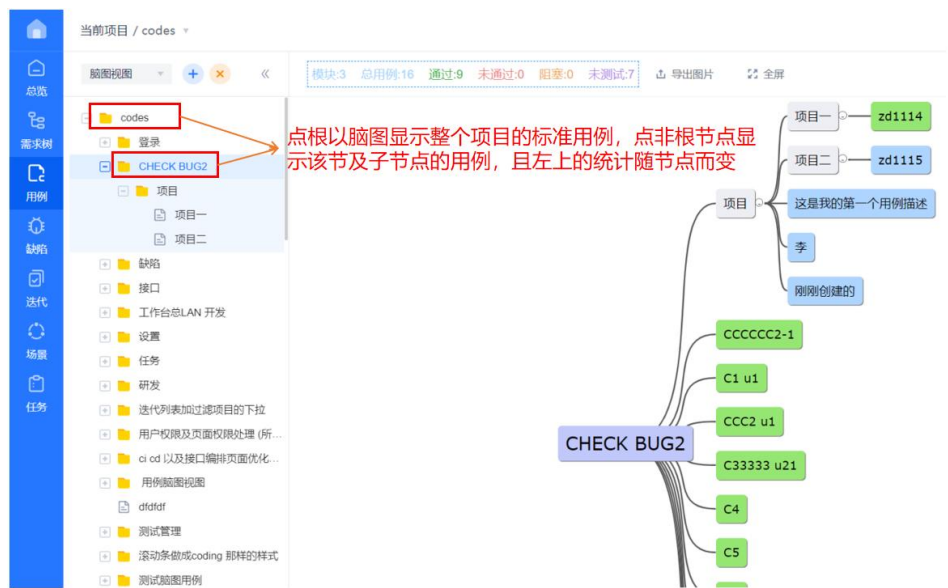 当前项目 / codes
总览
需求树
用例
缺陷
迭代
场景
任务
脑图视图
模块:3 总用例:16 通过:9 未通过:0 阻塞:0 未测试:7 导出图片 全屏
codes
登录
CHECK BUG2
项目
项目一
项目二
缺陷
接口
工作台总LAN 开发
设置
任务
研发
迭代列表加过滤项目的下拉
用户权限及页面权限处理 (所...
ci cd 以及接口编排页面优化...
用例脑图视图
dfdfdf
测试管理
滚动条做成coding 那样的样式
测试脑图用例
点根以脑图显示整个项目的标准用例，点非根节点显
示该节及子节点的用例，且左上的统计随节点而变
CHECK BUG2
项目
项目一
zd1114
项目二
zd1115
这是我的第一个用例描述
李
刚刚创建的
CCCCCC2-1
C1 u1
CCC2 u1
C33333 u21
C4
C5